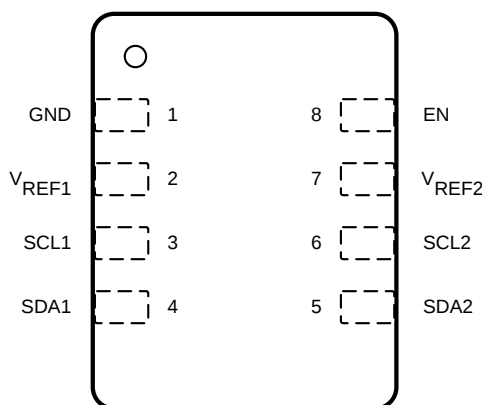 GND 1 8 EN
VREF1 2 7 VREF2
SCL1 3 6 SCL2
SDA1 4 5 SDA2